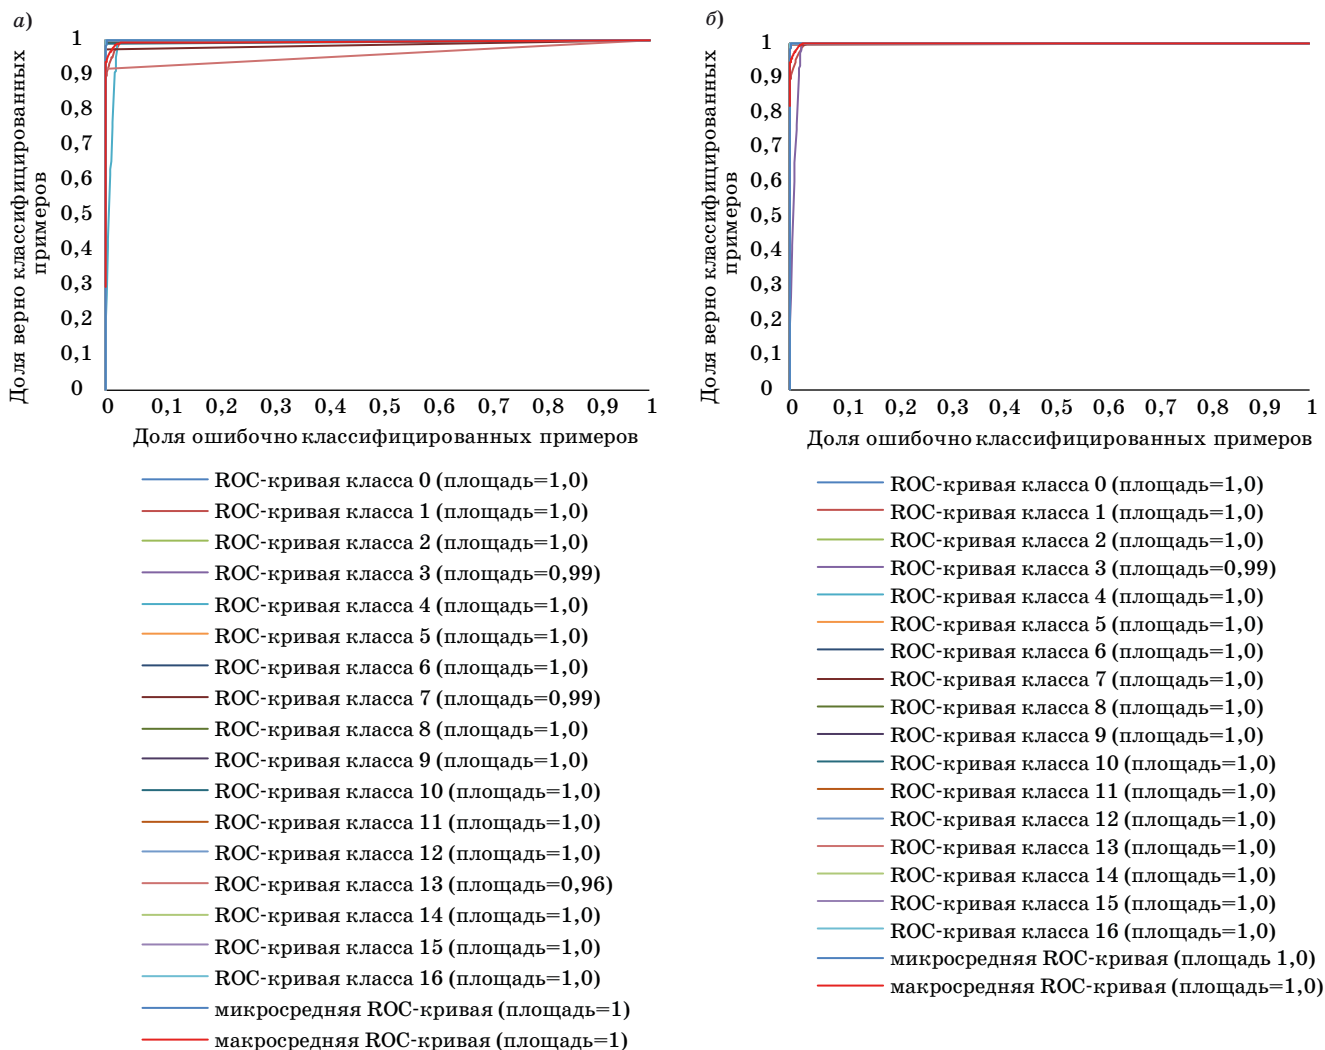 а)
Доля верно классифицированных
примеров
1
0,9
0,8
0,7
0,6
0,5
0,4
0,3
0,2
0,1
0
0 0,1 0,2 0,3 0,4 0,5 0,6 0,7 0,8 0,9 1
Доля ошибочно классифицированных примеров
ROC-кривая класса 0 (площадь=1,0)
ROC-кривая класса 1 (площадь=1,0)
ROC-кривая класса 2 (площадь=1,0)
ROC-кривая класса 3 (площадь=0,99)
ROC-кривая класса 4 (площадь=1,0)
ROC-кривая класса 5 (площадь=1,0)
ROC-кривая класса 6 (площадь=1,0)
ROC-кривая класса 7 (площадь=0,99)
ROC-кривая класса 8 (площадь=1,0)
ROC-кривая класса 9 (площадь=1,0)
ROC-кривая класса 10 (площадь=1,0)
ROC-кривая класса 11 (площадь=1,0)
ROC-кривая класса 12 (площадь=1,0)
ROC-кривая класса 13 (площадь=0,96)
ROC-кривая класса 14 (площадь=1,0)
ROC-кривая класса 15 (площадь=1,0)
ROC-кривая класса 16 (площадь=1,0)
микросредняя ROC-кривая (площадь=1)
макросредняя ROC-кривая (площадь=1)
б)
Доля верно классифицированных
примеров
1
0,9
0,8
0,7
0,6
0,5
0,4
0,3
0,2
0,1
0
0 0,1 0,2 0,3 0,4 0,5 0,6 0,7 0,8 0,9 1
Доля ошибочно классифицированных примеров
ROC-кривая класса 0 (площадь=1,0)
ROC-кривая класса 1 (площадь=1,0)
ROC-кривая класса 2 (площадь=1,0)
ROC-кривая класса 3 (площадь=0,99)
ROC-кривая класса 4 (площадь=1,0)
ROC-кривая класса 5 (площадь=1,0)
ROC-кривая класса 6 (площадь=1,0)
ROC-кривая класса 7 (площадь=1,0)
ROC-кривая класса 8 (площадь=1,0)
ROC-кривая класса 9 (площадь=1,0)
ROC-кривая класса 10 (площадь=1,0)
ROC-кривая класса 11 (площадь=1,0)
ROC-кривая класса 12 (площадь=1,0)
ROC-кривая класса 13 (площадь=1,0)
ROC-кривая класса 14 (площадь=1,0)
ROC-кривая класса 15 (площадь=1,0)
ROC-кривая класса 16 (площадь=1,0)
микросредняя ROC-кривая (площадь 1,0)
макросредняя ROC-кривая (площадь=1,0)